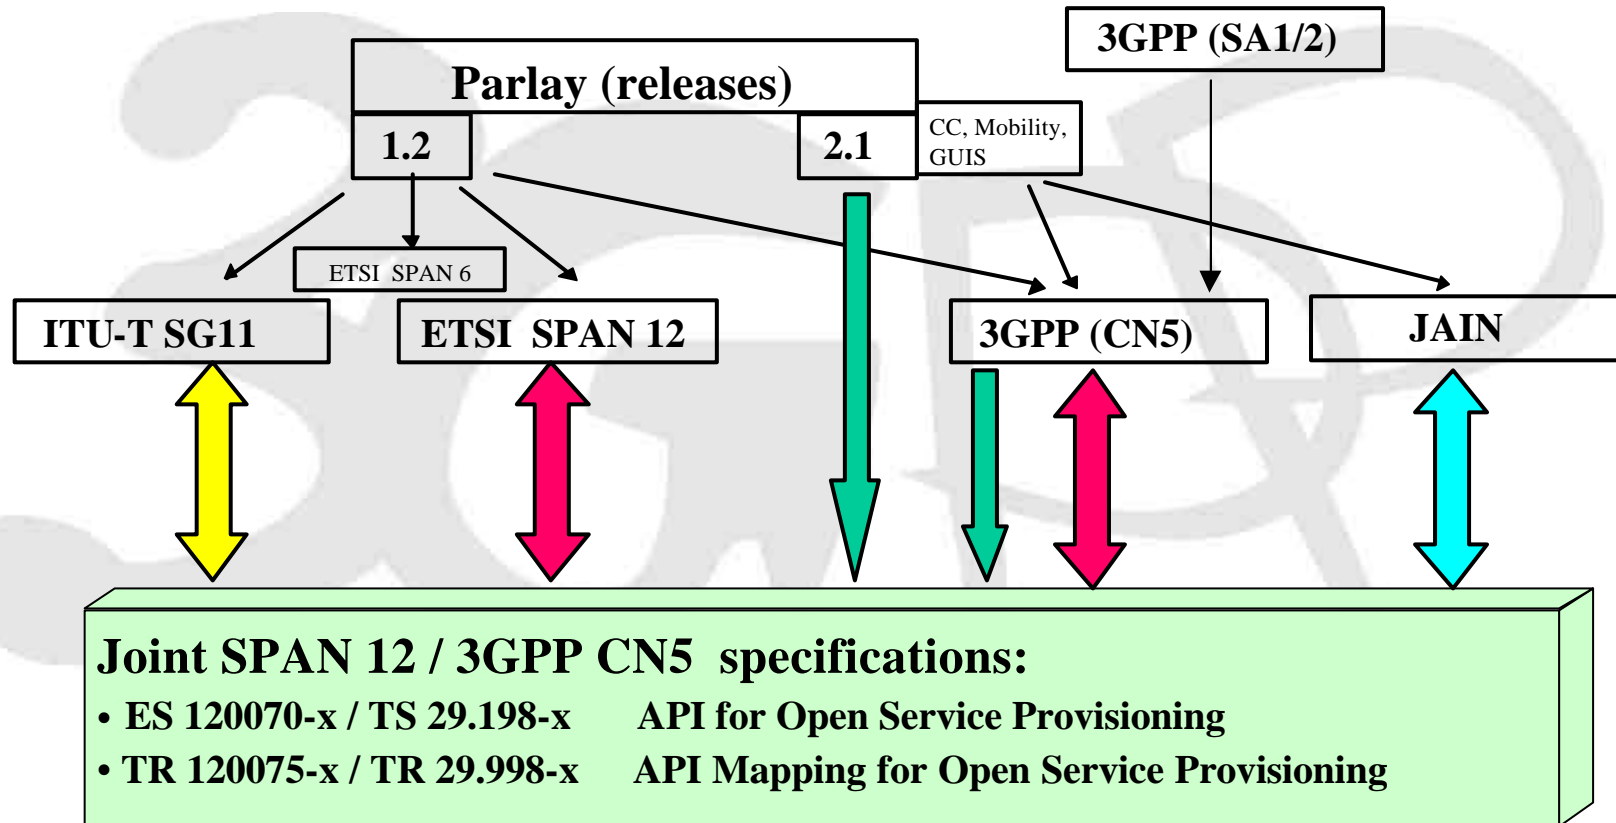 3GPP (SA1/2)
Parlay (releases)
1.2
2.1
CC, Mobility,
GUIS
ETSI SPAN 6
ITU-T SG11
ETSI SPAN 12
3GPP (CN5)
JAIN
Joint SPAN 12 / 3GPP CN5 specifications:
• ES 120070-x / TS 29.198-x API for Open Service Provisioning
• TR 120075-x / TR 29.998-x API Mapping for Open Service Provisioning
3GPP